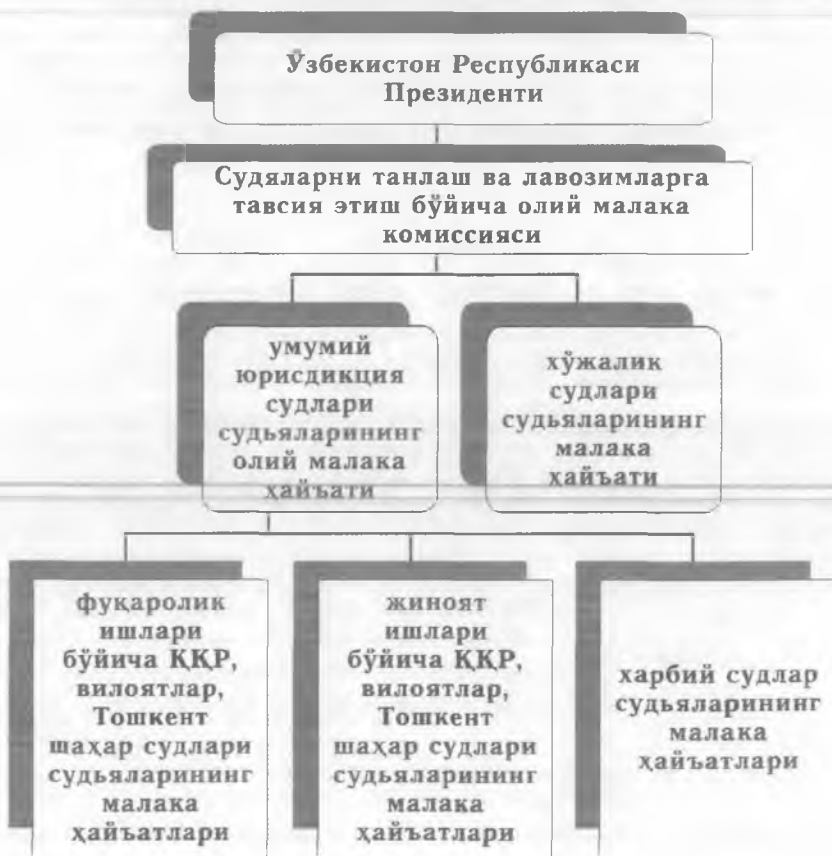 Ўзбекистон Республикаси
Президенти
Судяларни танлаш ва лавозимларга
тавсия этиш бўйича олий малака
комиссияси
умумий
юрисдикция
судлари
судьяларининг
олий малака
ҳайъати
хўжалик
судлари
судьяларининг
малака
ҳайъати
фуқаролик
ишлари
бўйича ҚҚР,
вилоятлар,
Тошкент
шаҳар судлари
судьяларининг
малака
ҳайъатлари
жиноят
ишлари
бўйича ҚҚР,
вилоятлар,
Тошкент
шаҳар судлари
судьяларининг
малака
ҳайъатлари
харбий судлар
судьяларининг
малака
ҳайъатлари